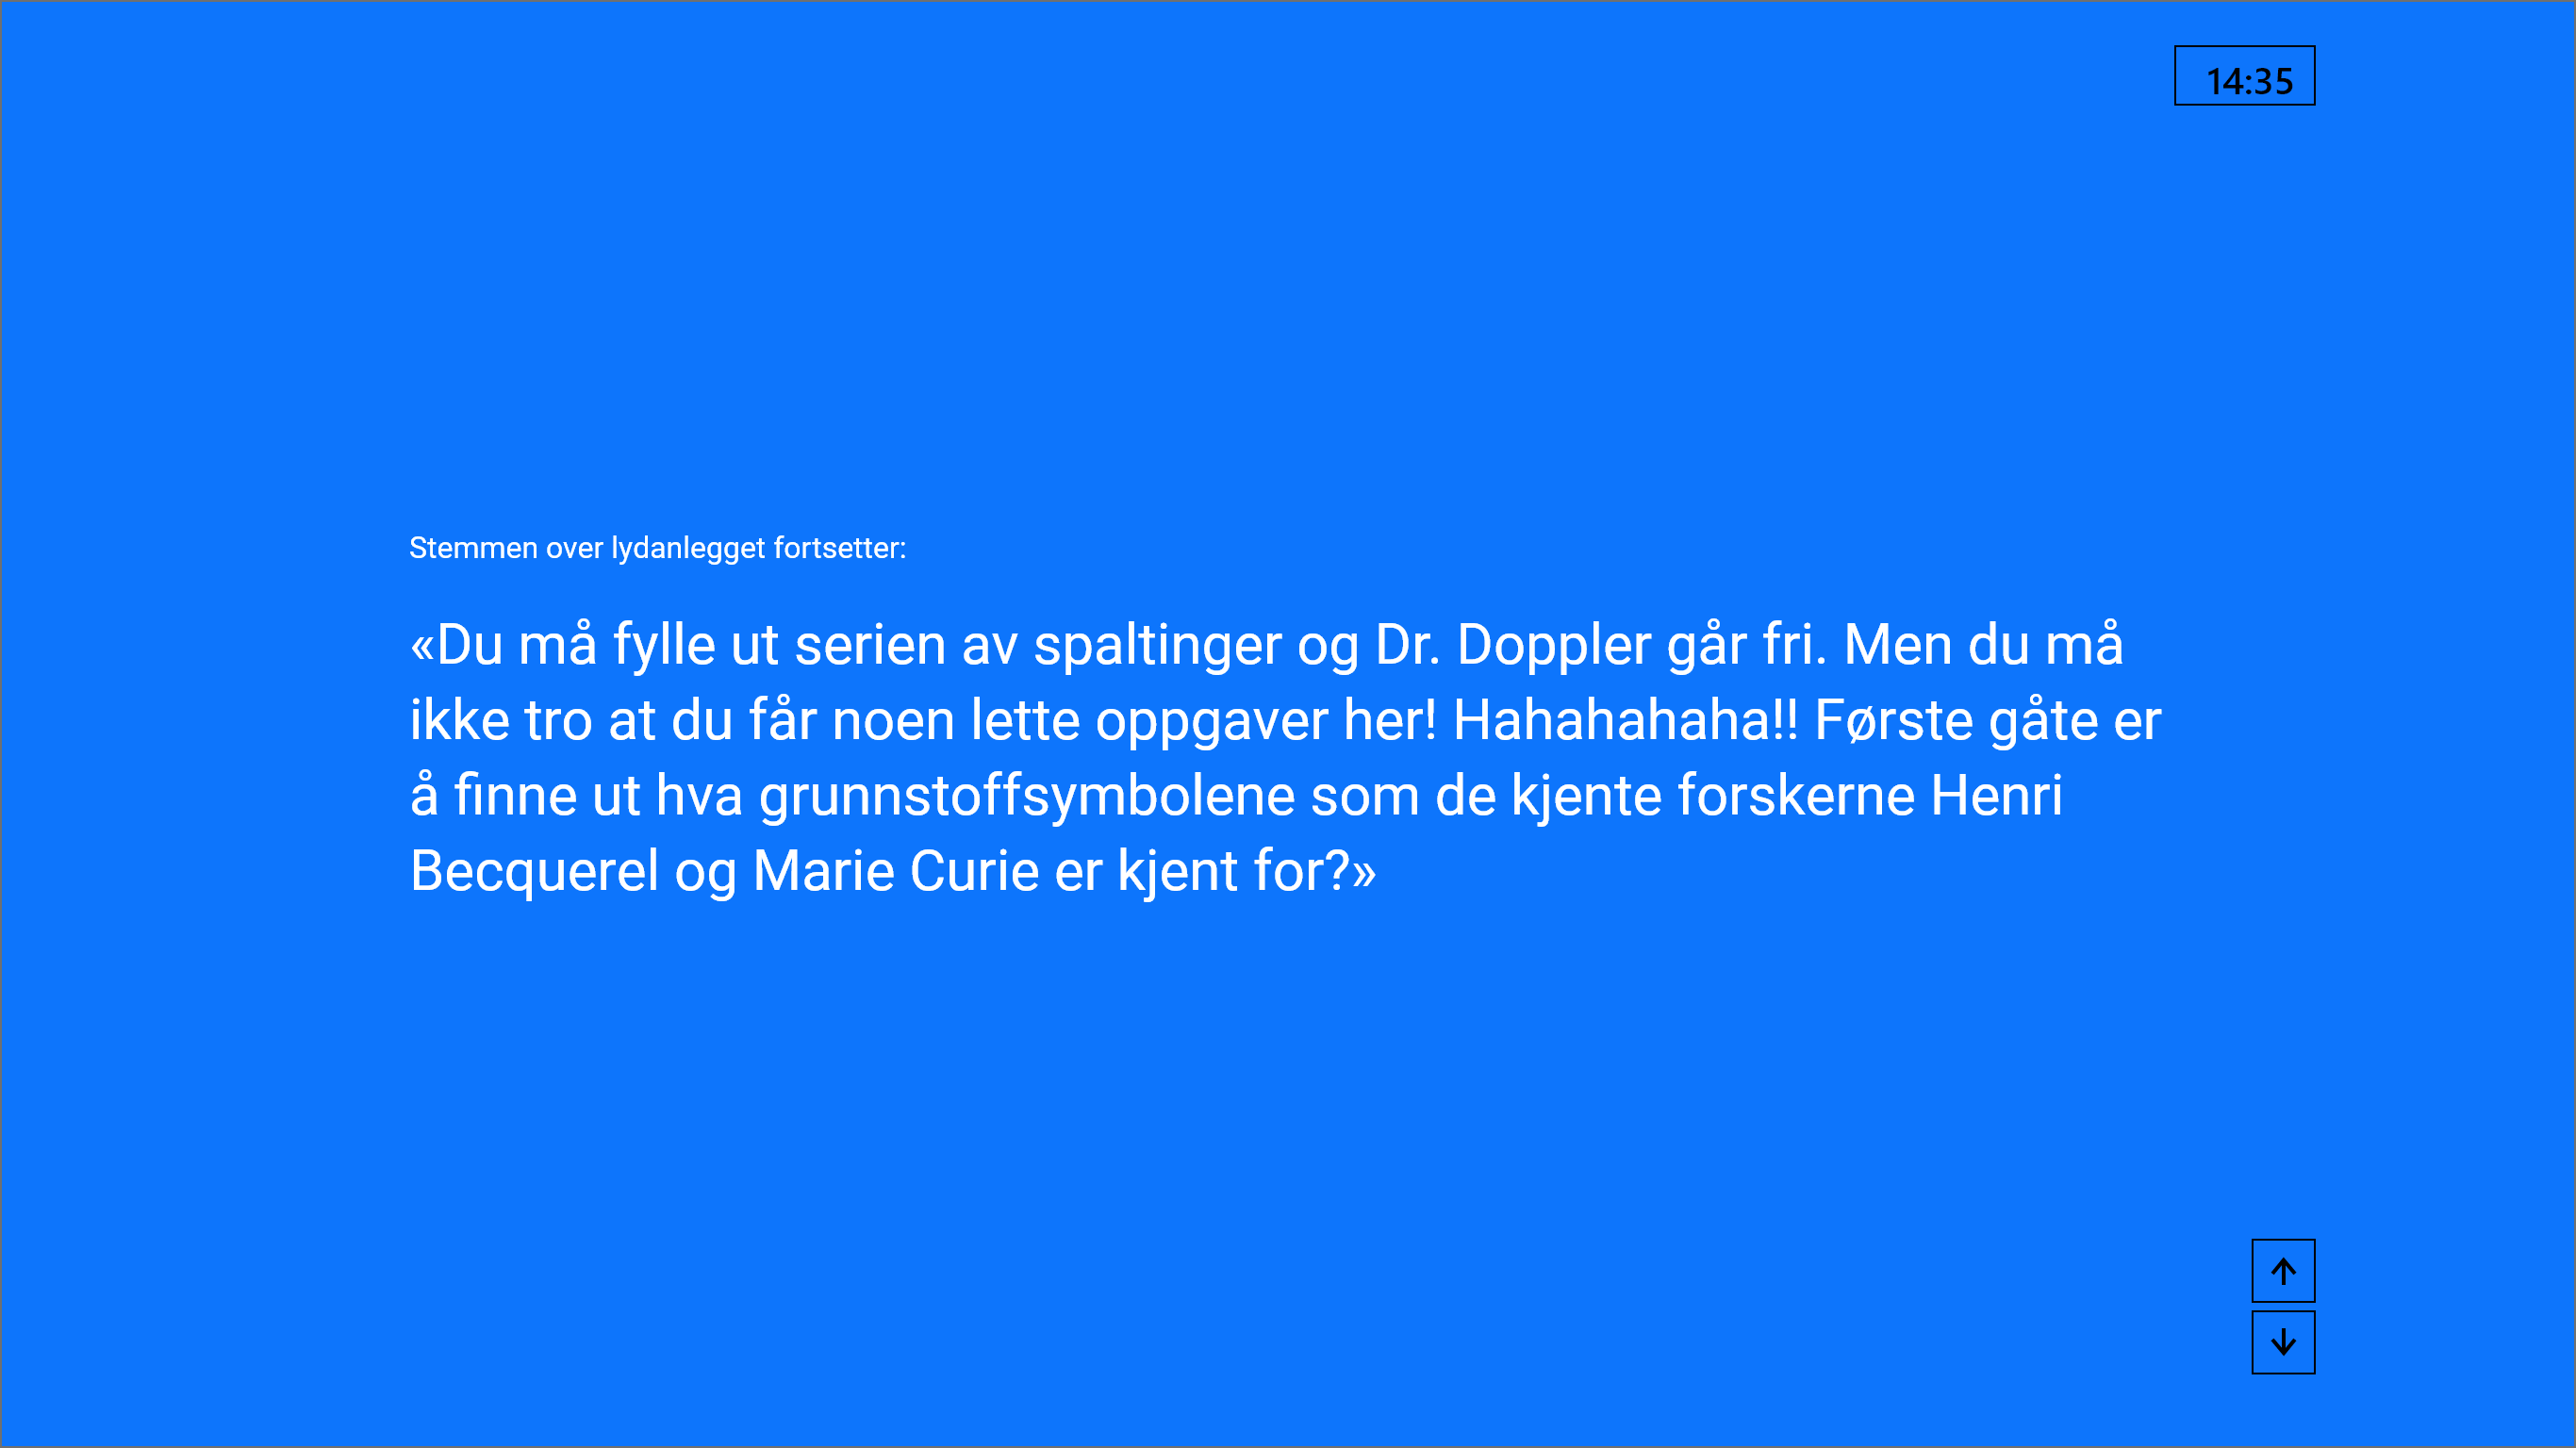 14:35
Stemmen over lydanlegget fortsetter:
«Du må fylle ut serien av spaltinger og Dr. Doppler går fri. Men du må
ikke tro at du får noen lette oppgaver her! Hahahahaha!! Første gåte er
å finne ut hva grunnstoffsymbolene som de kjente forskerne Henri
Becquerel og Marie Curie er kjent for?»